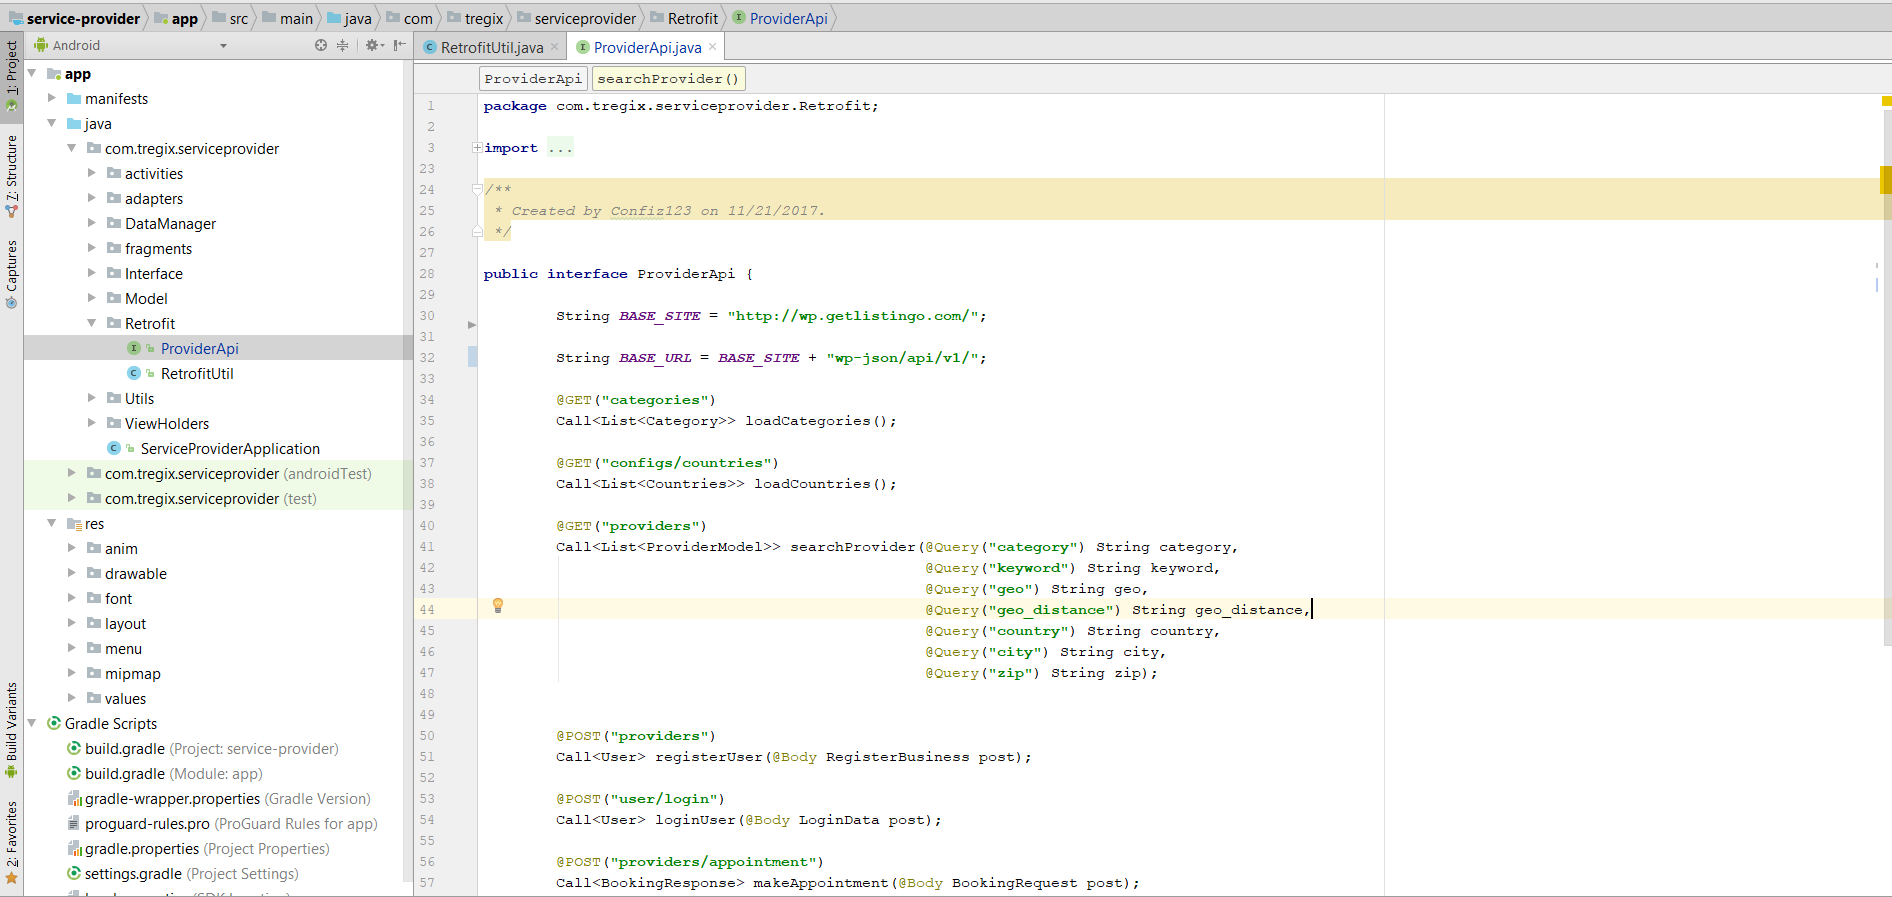 service-provider app src main java com tregix serviceprovider Retrofit ProviderApi
Android
RetrofitUtil.java ProviderApi.java
1: Project
7: Structure
Captures
Build Variants
2: Favorites
app
manifests
java
com.tregix.serviceprovider
activities
adapters
DataManager
fragments
Interface
Model
Retrofit
ProviderApi
RetrofitUtil
Utils
ViewHolders
ServiceProviderApplication
com.tregix.serviceprovider (androidTest)
com.tregix.serviceprovider (test)
res
anim
drawable
font
layout
menu
mipmap
values
Gradle Scripts
build.gradle (Project: service-provider)
build.gradle (Module: app)
gradle-wrapper.properties (Gradle Version)
proguard-rules.pro (ProGuard Rules for app)
gradle.properties (Project Properties)
settings.gradle (Project Settings)
ProviderApi searchProvider()
1 package com.tregix.serviceprovider.Retrofit;
2
3 import ...
23
24 /**
25 * Created by Confiz123 on 11/21/2017.
26 */
27
28 public interface ProviderApi {
29
30 String BASE_SITE = "http://wp.getlistingo.com/";
31
32 String BASE_URL = BASE_SITE + "wp-json/api/v1/";
33
34 @GET("categories")
35 Call<List<Category>> loadCategories();
36
37 @GET("configs/countries")
38 Call<List<Countries>> loadCountries();
39
40 @GET("providers")
41 Call<List<ProviderModel>> searchProvider(@Query("category") String category,
42 @Query("keyword") String keyword,
43 @Query("geo") String geo,
44 @Query("geo_distance") String geo_distance,
45 @Query("country") String country,
46 @Query("city") String city,
47 @Query("zip") String zip);
48
49
50 @POST("providers")
51 Call<User> registerUser(@Body RegisterBusiness post);
52
53 @POST("user/login")
54 Call<User> loginUser(@Body LoginData post);
55
56 @POST("providers/appointment")
57 Call<BookingResponse> makeAppointment(@Body BookingRequest post);